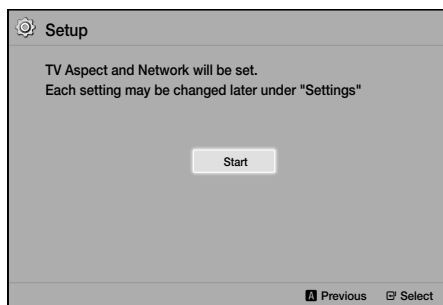 Setup
TV Aspect and Network will be set.
Each setting may be changed later under "Settings"
Start
A Previous Select